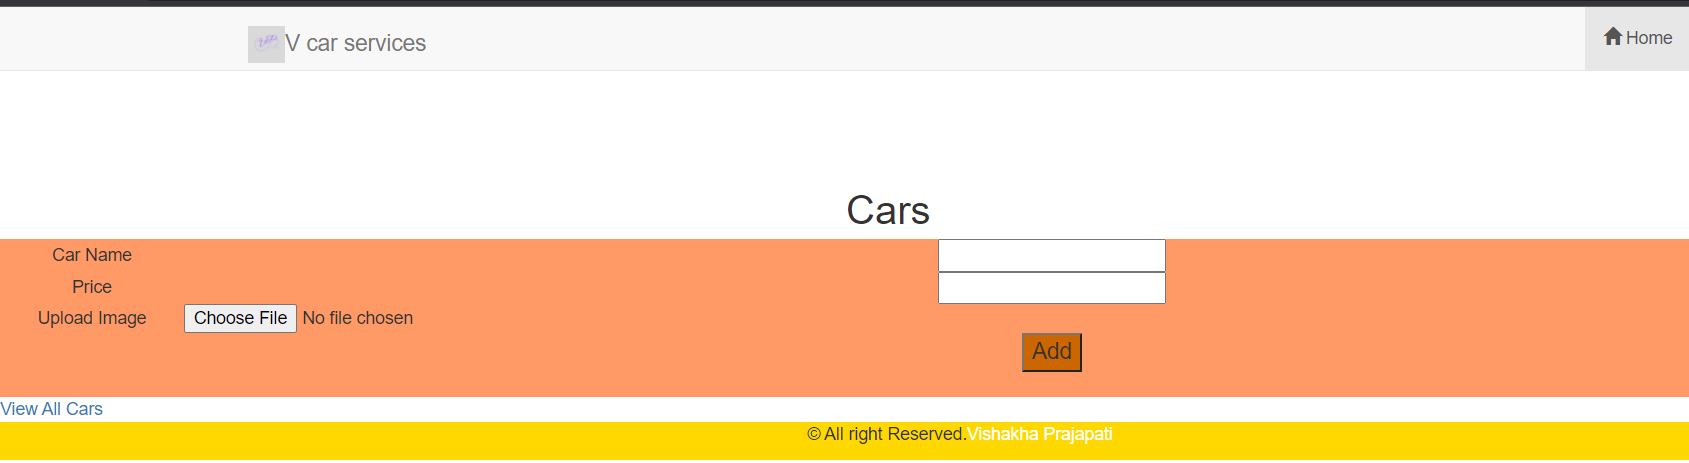 V car services
Home
Cars
Car Name
Price
Upload Image Choose File No file chosen
Add
View All Cars
© All right Reserved.Vishakha Prajapati